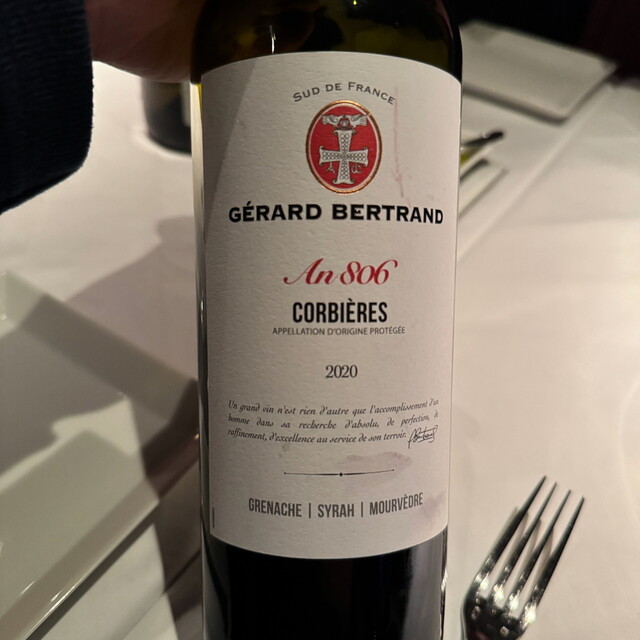 SUD DE FRANCE
GÉRARD BERTRAND
An 806
CORBIÈRES
APPELLATION D'ORIGINE PROTÉGÉE
2020
Un grand vin n'est rien d'autre que l'accomplissement d'un
homme dans sa recherche d'absolu, de perfection, de
raffinement, d'excellence au service de son terroir.
GRENACHE | SYRAH | MOURVÈDRE